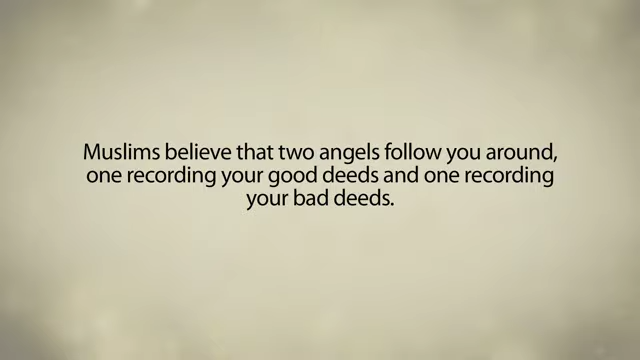 Muslims believe that two angels follow you around,
one recording your good deeds and one recording
your bad deeds.